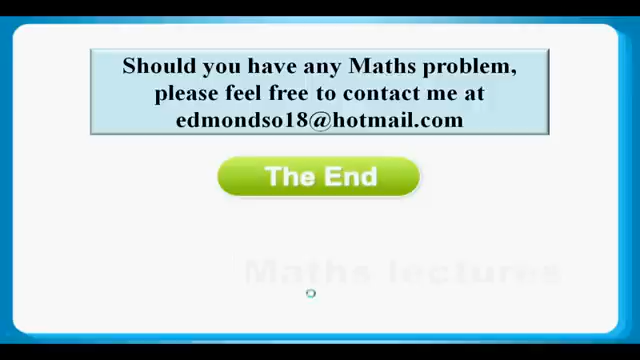 Should you have any Maths problem,
please feel free to contact me at
edmondso18@hotmail.com
The End
Maths lectures